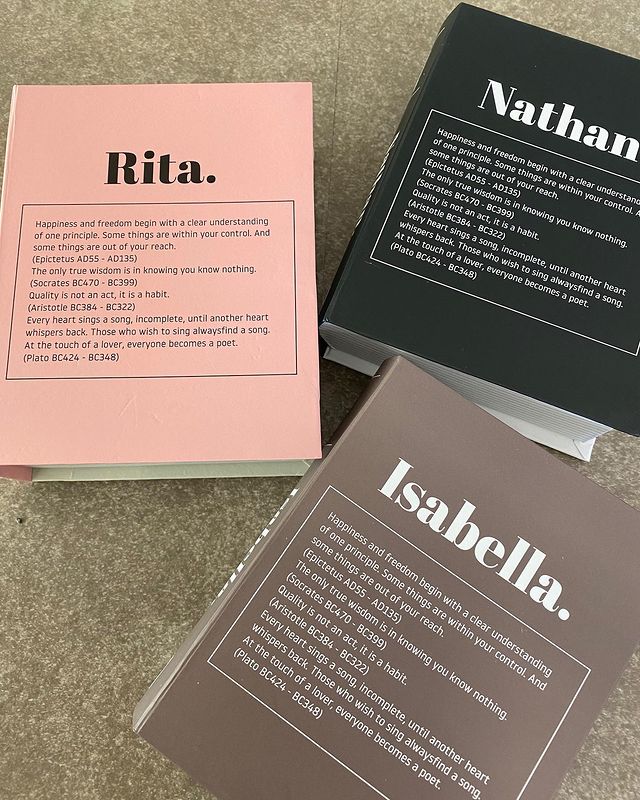 Rita.
Happiness and freedom begin with a clear understanding
of one principle. Some things are within your control. And
some things are out of your reach.
(Epictetus AD55 - AD135)
The only true wisdom is in knowing you know nothing.
(Socrates BC470 - BC399)
Quality is not an act, it is a habit.
(Aristotle BC384 - BC322)
Every heart sings a song, incomplete, until another heart
whispers back. Those who wish to sing alwaysfind a song.
At the touch of a lover, everyone becomes a poet.
(Plato BC424 - BC348)
Nathan
Happiness and freedom begin with a clear
of one principle. Some things are within your control.
some things are out of your reach.
(Epictetus AD55 - AD135)
The only true wisdom is in knowing you know nothing.
(Socrates BC470 - BC399)
Quality is not an act, it is a habit.
(Aristotle BC384 - BC322)
Every heart sings a song, incomplete, until another heart
whispers back. Those who wish to sing alwaysfind a song.
At the touch of a lover, everyone becomes a poet.
(Plato BC424 - BC348)
Isabella.
Happiness and freedom begin with a clear understanding
of one principle. Some things are within your control. And
some things are out of your reach.
(Epictetus AD55 - AD135)
The only true wisdom is in knowing you know nothing.
(Socrates BC470 - BC399)
Quality is not an act, it is a habit.
(Aristotle BC384 - BC322)
Every heart sings a song, incomplete, until another heart
whispers back. Those who wish to sing alwaysfind a song.
At the touch of a lover, everyone becomes a poet.
(Plato BC424 - BC348)